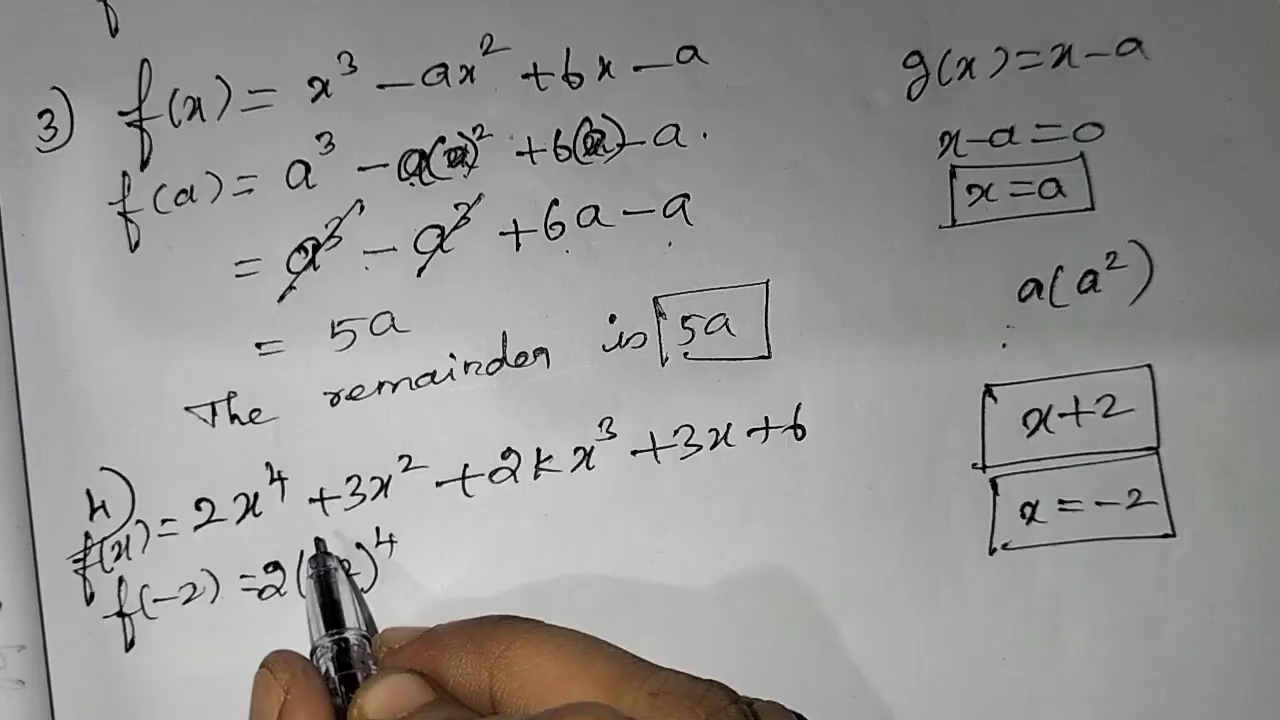 3) f(x) = x³ - ax² + 6x - a
f(a) = a³ - a(a)² + 6(a) - a.
= a³ - a³ + 6a - a
= 5a
The remainder is 5a
4)
f(x) = 2x⁴ + 3x² + 2kx³ + 3x + 6
f(-2) = 2( 2)⁴
g(x) = x - a
x - a = 0
x = a
a(a²)
x + 2
x = -2